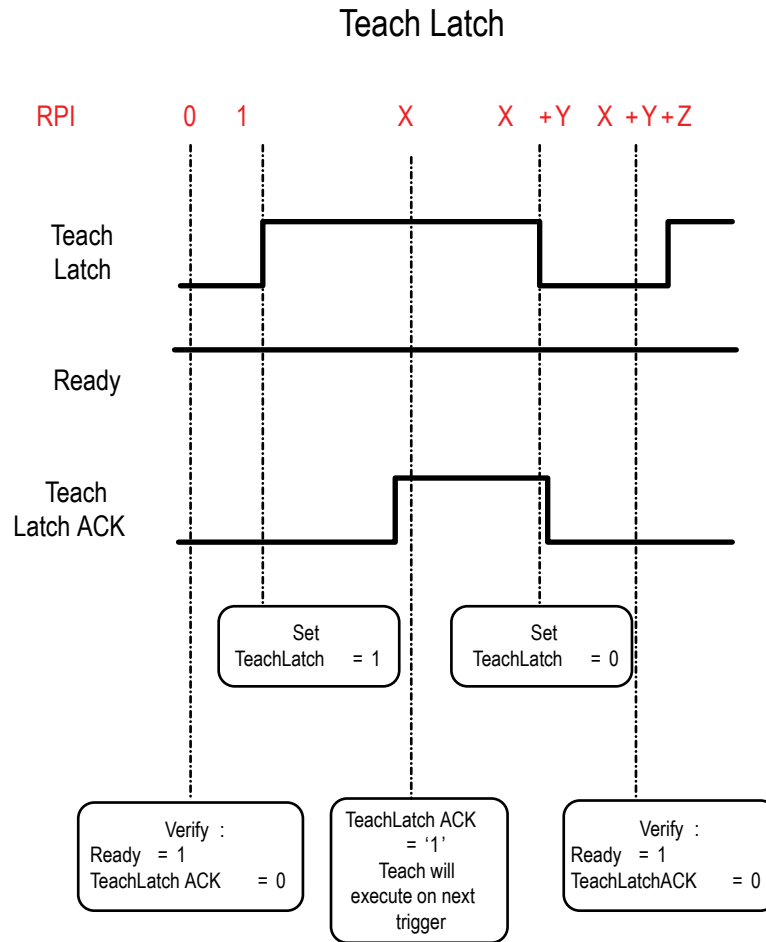 Teach Latch
RPI 0 1 X X +Y X +Y+Z
Teach
Latch
Ready
Teach
Latch ACK
Set
TeachLatch = 1
Set
TeachLatch = 0
Verify :
Ready = 1
TeachLatch ACK = 0
TeachLatch ACK
= ‘1’
Teach will
execute on next
trigger
Verify :
Ready = 1
TeachLatchACK = 0